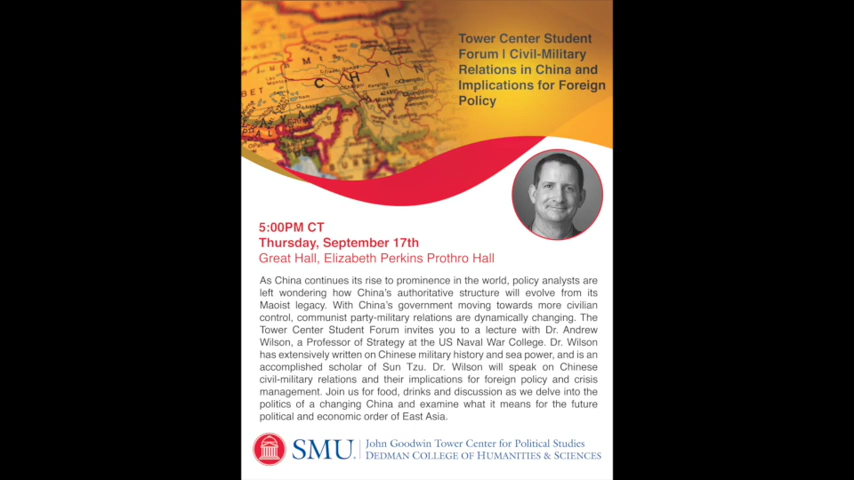 Tower Center Student
Forum | Civil-Military
Relations in China and
Implications for Foreign
Policy
CHIN
5:00PM CT
Thursday, September 17th
Great Hall, Elizabeth Perkins Prothro Hall
As China continues its rise to prominence in the world, policy analysts are
left wondering how China's authoritative structure will evolve from its
Maoist legacy. With China's government moving towards more civilian
control, communist party-military relations are dynamically changing. The
Tower Center Student Forum invites you to a lecture with Dr. Andrew
Wilson, a Professor of Strategy at the US Naval War College. Dr. Wilson
has extensively written on Chinese military history and sea power, and is an
accomplished scholar of Sun Tzu. Dr. Wilson will speak on Chinese
civil-military relations and their implications for foreign policy and crisis
management. Join us for food, drinks and discussion as we delve into the
politics of a changing China and examine what it means for the future
political and economic order of East Asia.
SMU.
John Goodwin Tower Center for Political Studies
DEDMAN COLLEGE OF HUMANITIES & SCIENCES